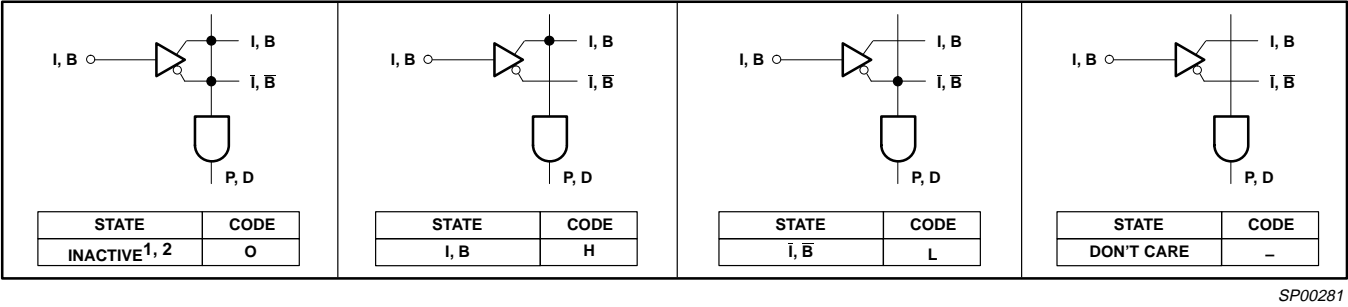 I, B
I, B
Ī, B̅
P, D
STATE CODE
INACTIVE1, 2 O
I, B
I, B
Ī, B̅
P, D
STATE CODE
I, B H
I, B
I, B
Ī, B̅
P, D
STATE CODE
Ī, B̅ L
I, B
I, B
Ī, B̅
P, D
STATE CODE
DON'T CARE –
SP00281